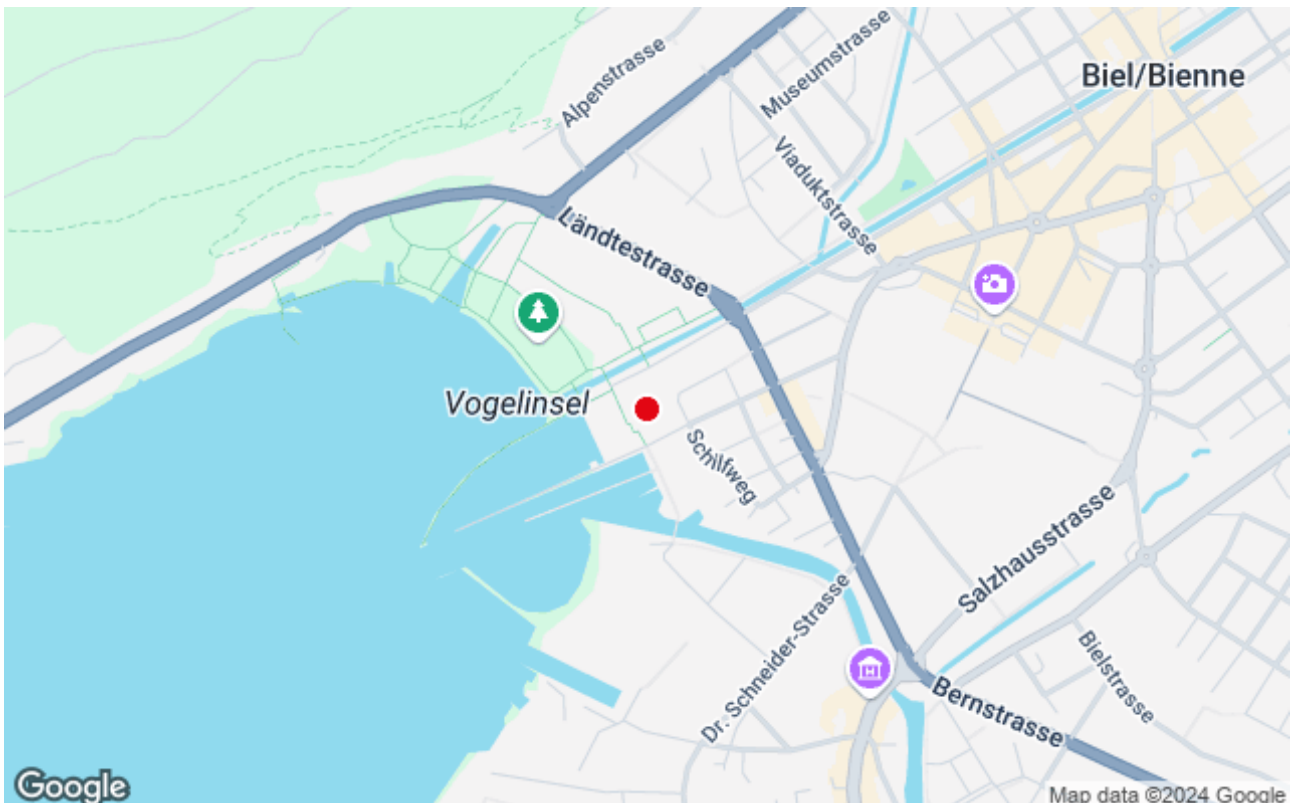 Biel/Bienne
Alpenstrasse
Museumstrasse
Viaduktstrasse
Ländtestrasse
Vogelinsel
Schilfweg
Salzhausstrasse
Dr. Schneider-Strasse
Bielstrasse
Bernstrasse
Google
Map data ©2024 Google